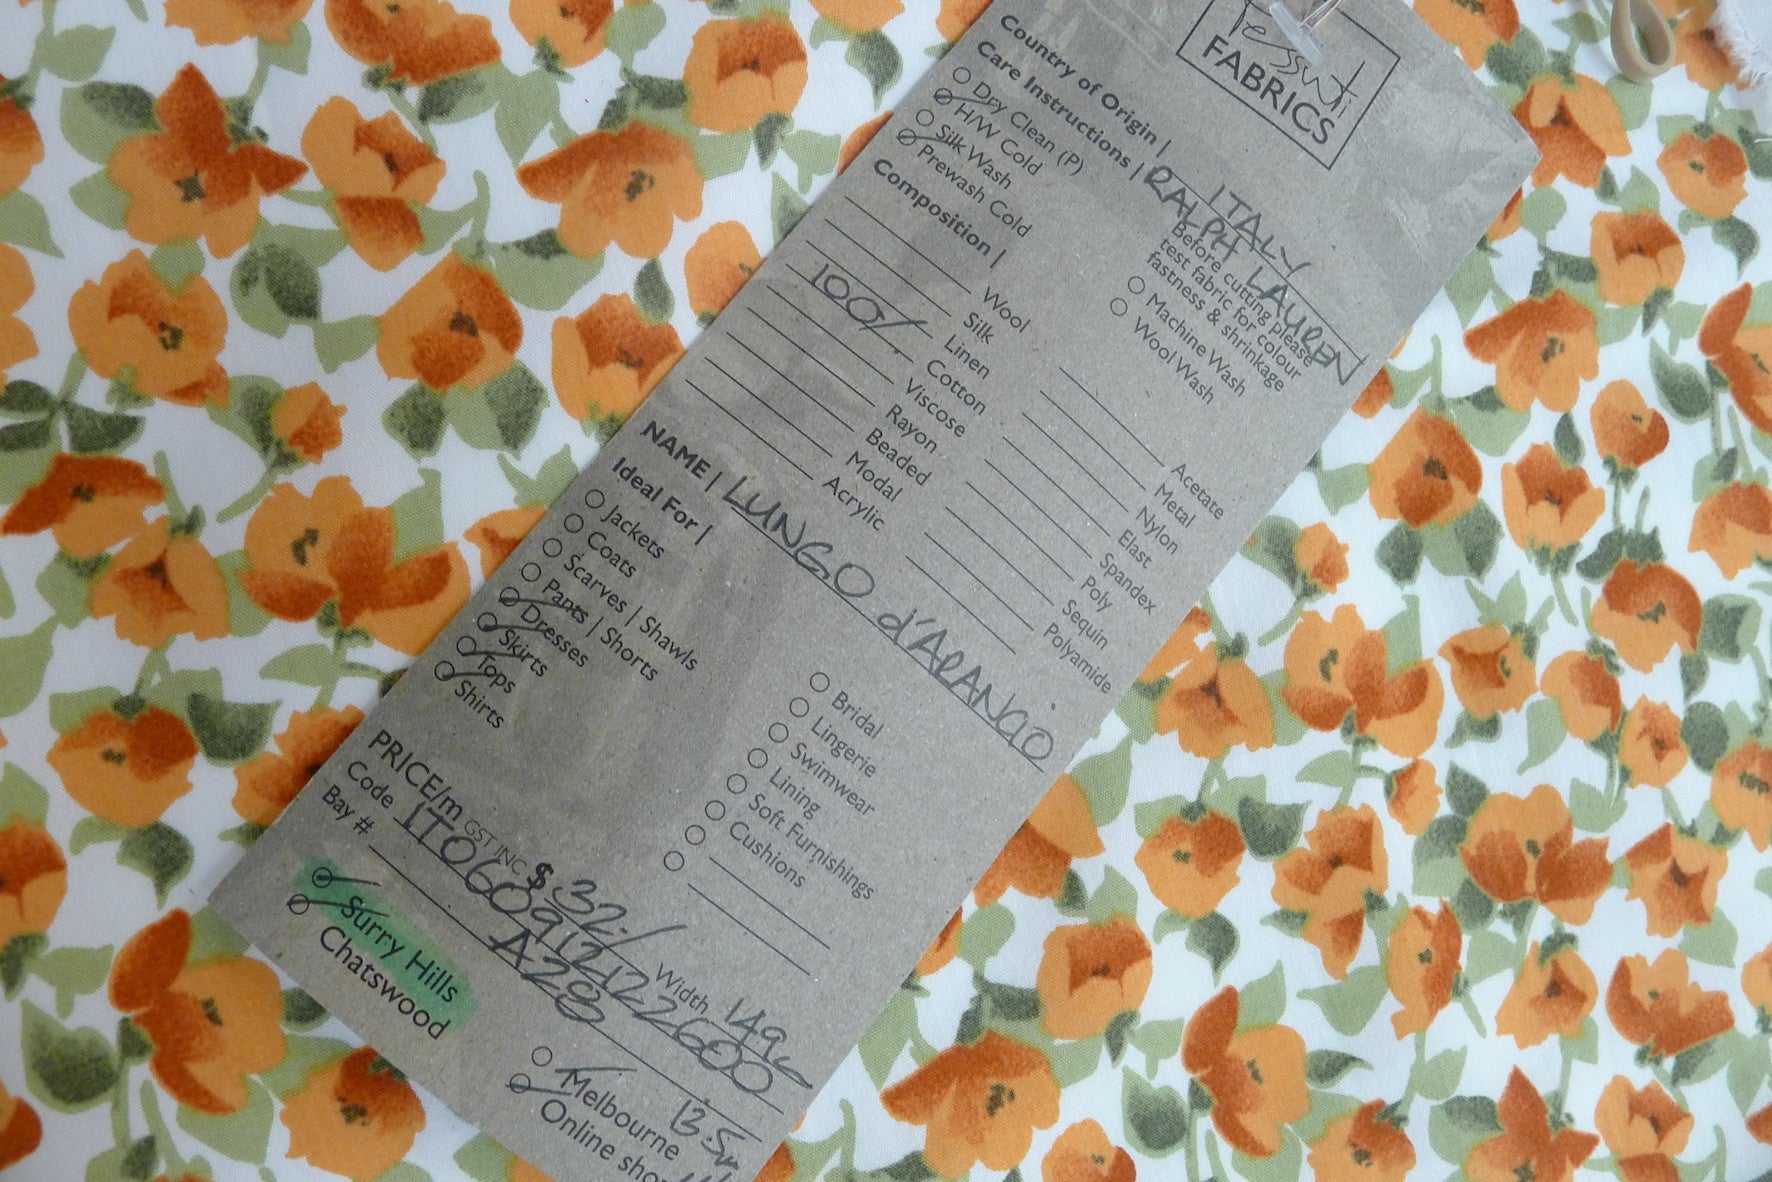 Tessuti
FABRICS
Country of Origin | ITALY
Care Instructions | RALPH LAUREN
Dry Clean (P)
H/W Cold
Silk Wash
Prewash Cold
Before cutting please
test fabric for colour
fastness & shrinkage
Machine Wash
Wool Wash
Composition |
Wool
Silk
Linen
100% Cotton
Viscose
Rayon
Beaded
Modal
Acrylic
Acetate
Metal
Nylon
Elast
Spandex
Poly
Sequin
Polyamide
NAME | LUNGO d'ARANCIO
Ideal For |
Jackets
Coats
Scarves | Shawls
Pants | Shorts
Dresses
Skirts
Tops
Shirts
Bridal
Lingerie
Swimwear
Lining
Soft Furnishings
Cushions
PRICE/m GST INC $ 32.- Width 149
Code ITO60912122600
Bay # A28
Surry Hills
Chatswood
Melbourne
Online